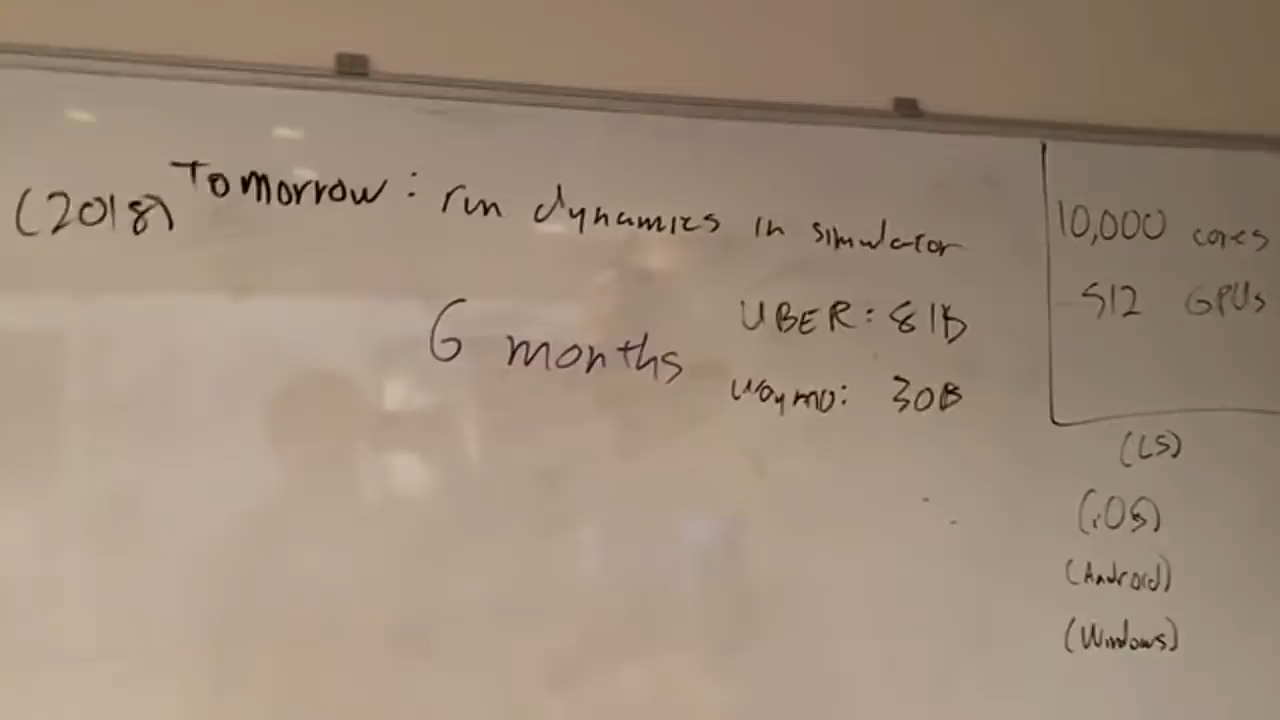 (2018) Tomorrow: run dynamics in simulator
6 months
UBER: 81B
Waymo: 30B
10,000 cores
512 GPUs
(LS)
(iOS)
(Android)
(Windows)